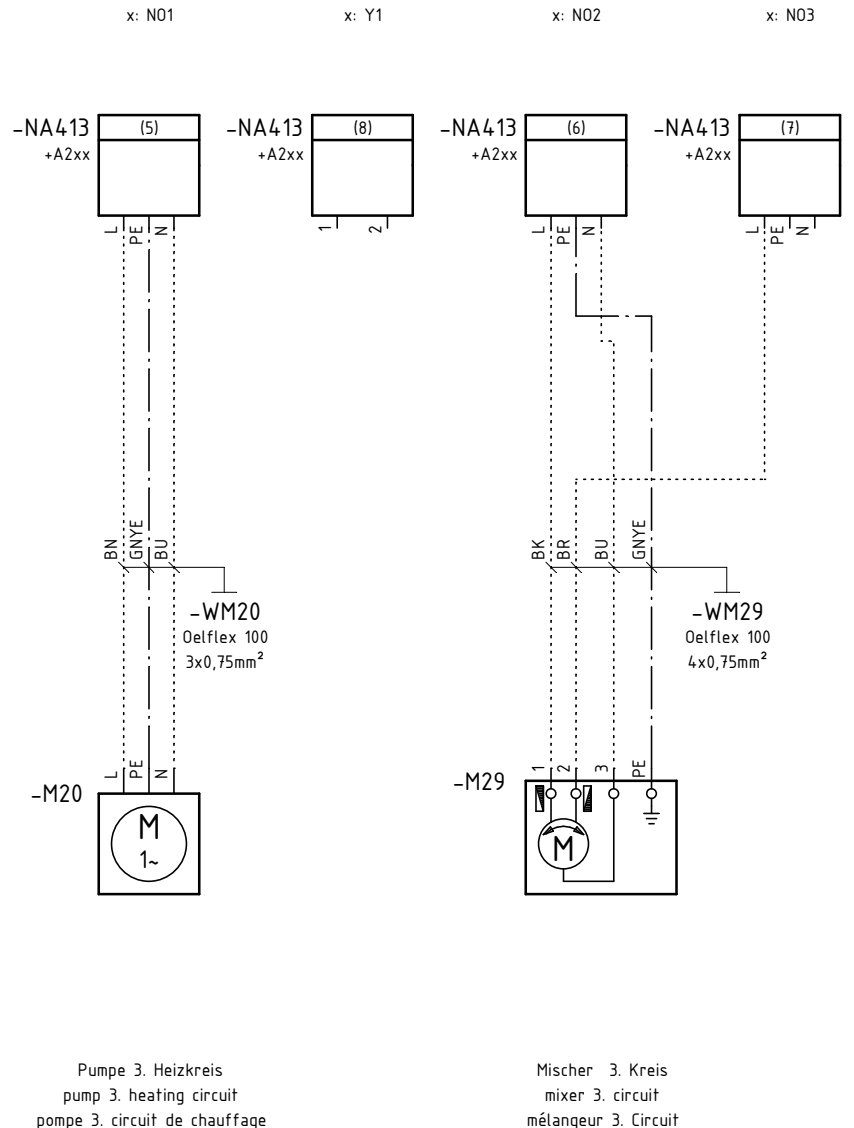 x: NO1
x: Y1
x: NO2
x: NO3
-NA413
(5)
-NA413
(8)
-NA413
(6)
-NA413
(7)
+A2xx
+A2xx
+A2xx
+A2xx
L
PE
N
1
2
L
PE
N
L
PE
N
BN
GNYE
BU
BK
BR
BU
GNYE
-WM20
Oelflex 100
3x0,75mm²
-WM29
Oelflex 100
4x0,75mm²
L
PE
N
-M20
M
1~
1
2
3
PE
-M29
M
Pumpe 3. Heizkreis
pump 3. heating circuit
pompe 3. circuit de chauffage
Mischer 3. Kreis
mixer 3. circuit
mélangeur 3. Circuit